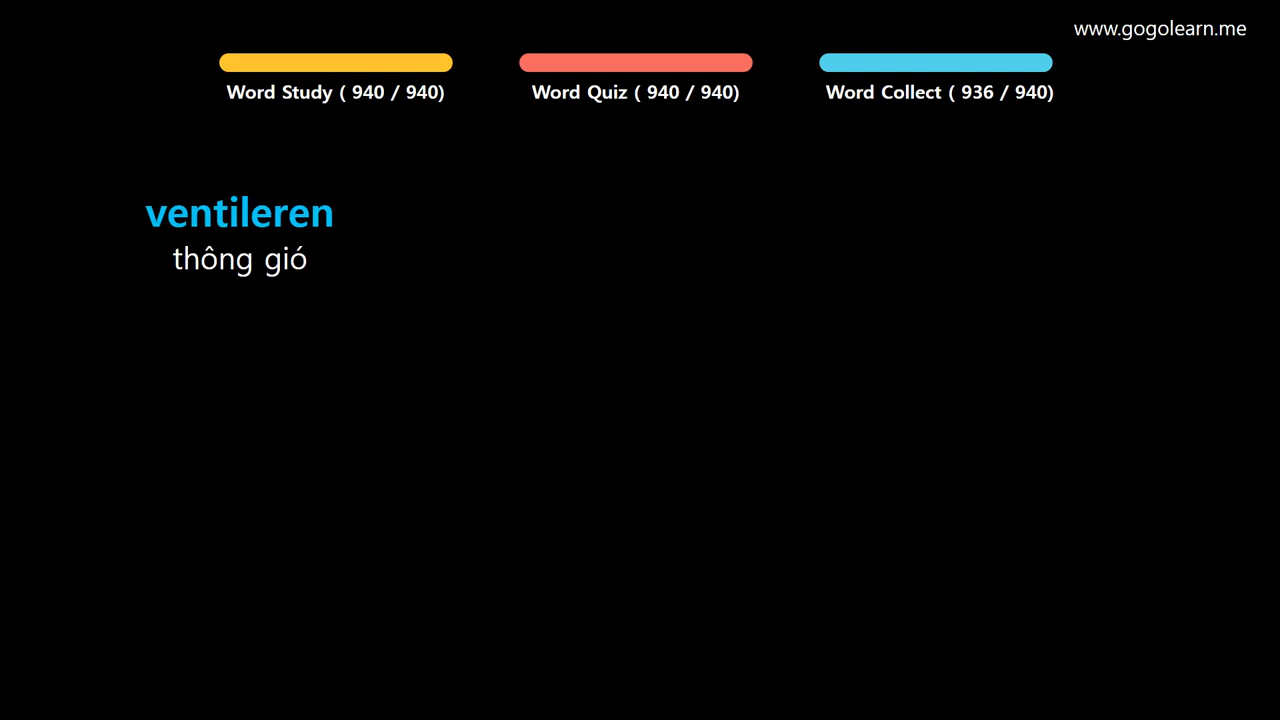 www.gogolearn.me
Word Study ( 940 / 940)
Word Quiz ( 940 / 940)
Word Collect ( 936 / 940)
ventileren
thông gió